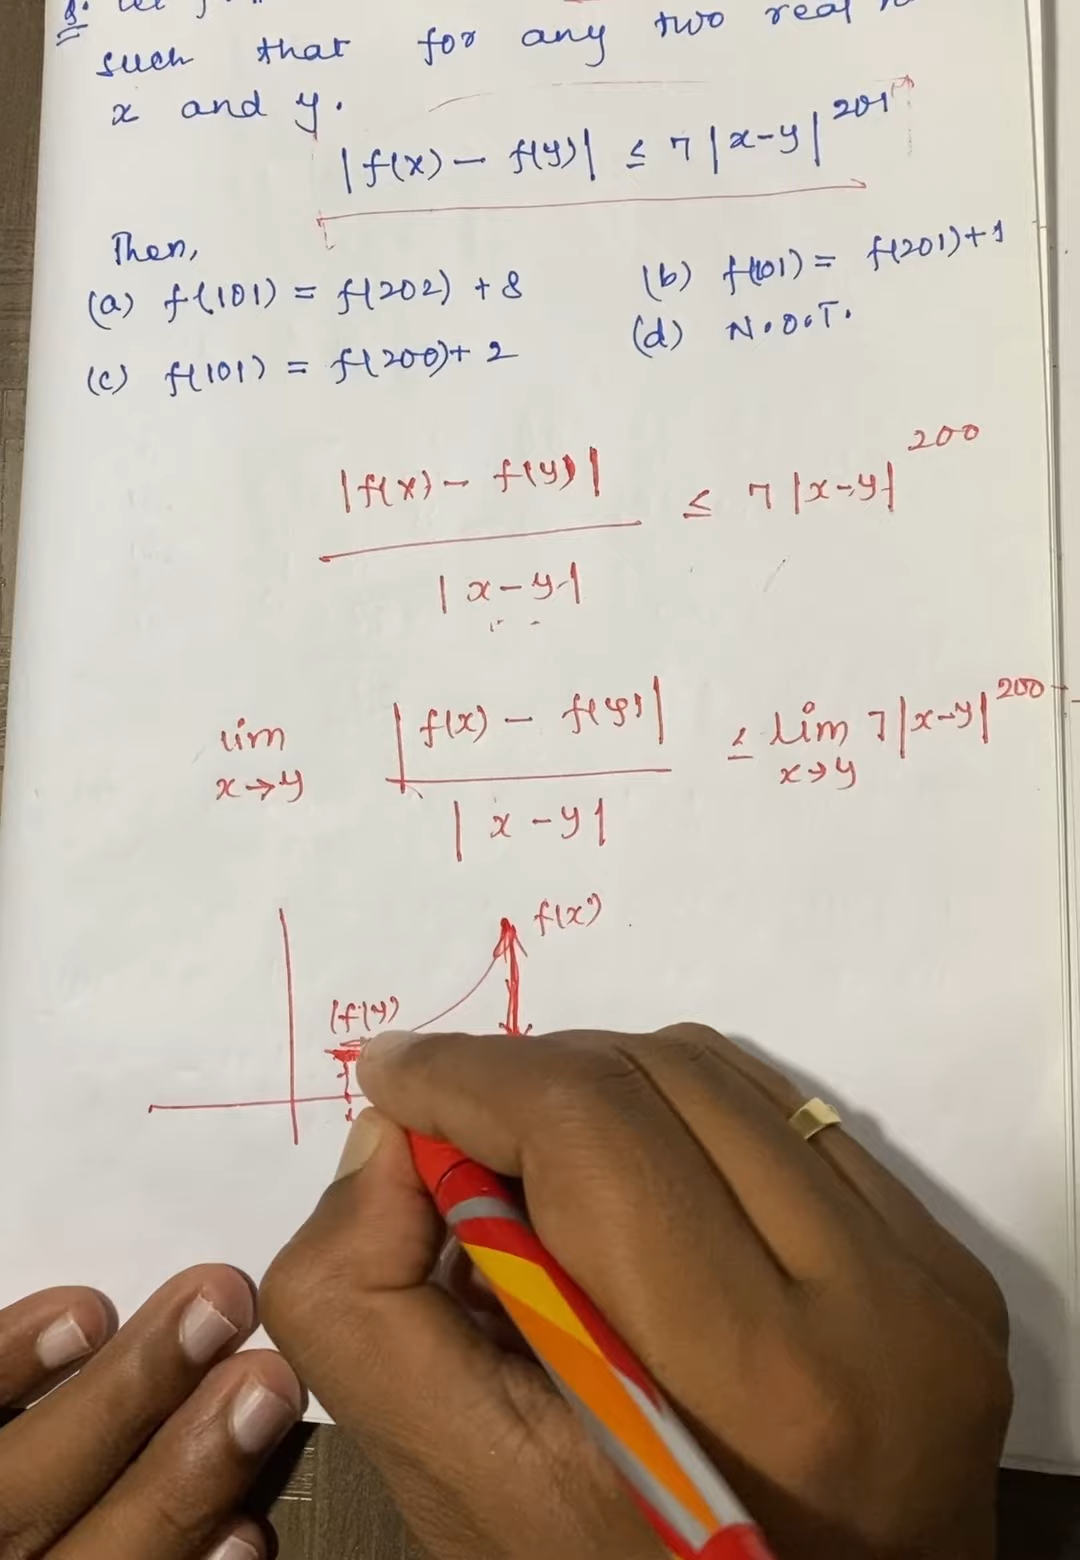 such that for any two real
x and y.
|f(x) - f(y)| ≤ 7 |x-y|^201
Then,
(a) f(101) = f(202) + 8
(b) f(101) = f(201)+1
(c) f(101) = f(200)+ 2
(d) N.O.T.
|f(x) - f(y)| / |x-y| ≤ 7 |x-y|^200
lim x→y |f(x) - f(y)| / |x-y| ≤ lim x→y 7|x-y|^200
f(x)
f(y)